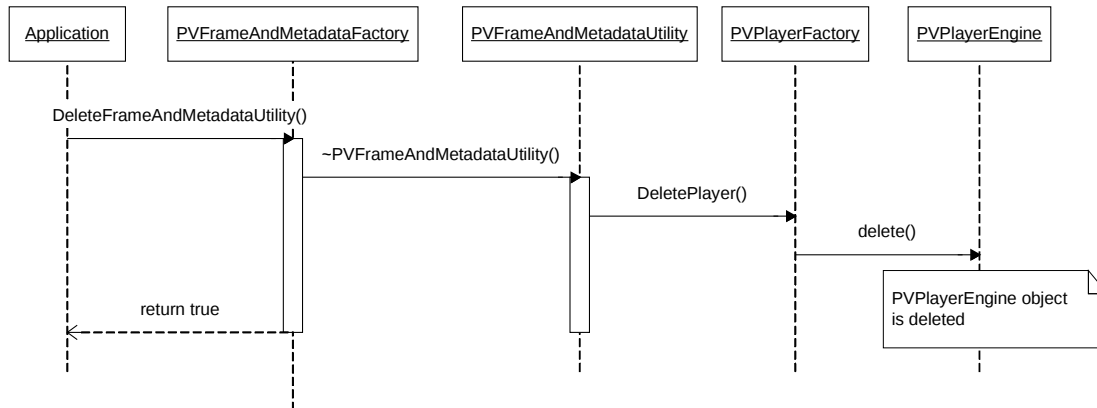 Application
PVFrameAndMetadataFactory
PVFrameAndMetadataUtility
PVPlayerFactory
PVPlayerEngine
DeleteFrameAndMetadataUtility()
~PVFrameAndMetadataUtility()
DeletePlayer()
delete()
PVPlayerEngine object
is deleted
return true